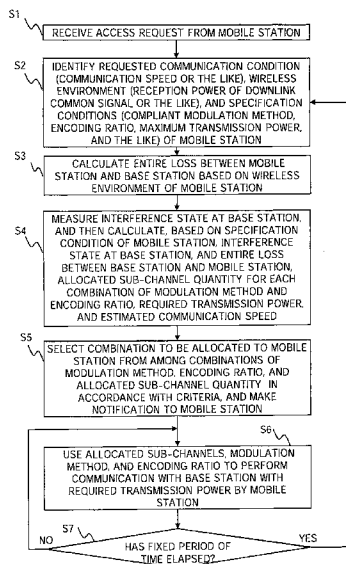 S1
RECEIVE ACCESS REQUEST FROM MOBILE STATION
S2
IDENTIFY REQUESTED COMMUNICATION CONDITION
(COMMUNICATION SPEED OR THE LIKE), WIRELESS
ENVIRONMENT (RECEPTION POWER OF DOWNLINK
COMMON SIGNAL OR THE LIKE), AND SPECIFICATION
CONDITIONS (COMPLIANT MODULATION METHOD,
ENCODING RATIO, MAXIMUM TRANSMISSION POWER,
AND THE LIKE) OF MOBILE STATION
S3
CALCULATE ENTIRE LOSS BETWEEN MOBILE
STATION AND BASE STATION BASED ON WIRELESS
ENVIRONMENT OF MOBILE STATION
S4
MEASURE INTERFERENCE STATE AT BASE STATION,
AND THEN CALCULATE, BASED ON SPECIFICATION
CONDITION OF MOBILE STATION, INTERFERENCE
STATE AT BASE STATION, AND ENTIRE LOSS
BETWEEN BASE STATION AND MOBILE STATION,
ALLOCATED SUB-CHANNEL QUANTITY FOR EACH
COMBINATION OF MODULATION METHOD AND
ENCODING RATIO, REQUIRED TRANSMISSION POWER,
AND ESTIMATED COMMUNICATION SPEED
S5
SELECT COMBINATION TO BE ALLOCATED TO MOBILE
STATION FROM AMONG COMBINATIONS OF
MODULATION METHOD, ENCODING RATIO, AND
ALLOCATED SUB-CHANNEL QUANTITY IN
ACCORDANCE WITH CRITERIA, AND MAKE
NOTIFICATION TO MOBILE STATION
S6
USE ALLOCATED SUB-CHANNELS, MODULATION
METHOD, AND ENCODING RATIO TO PERFORM
COMMUNICATION WITH BASE STATION WITH
REQUIRED TRANSMISSION POWER BY MOBILE
STATION
S7
NO
HAS FIXED PERIOD OF
TIME ELAPSED?
YES